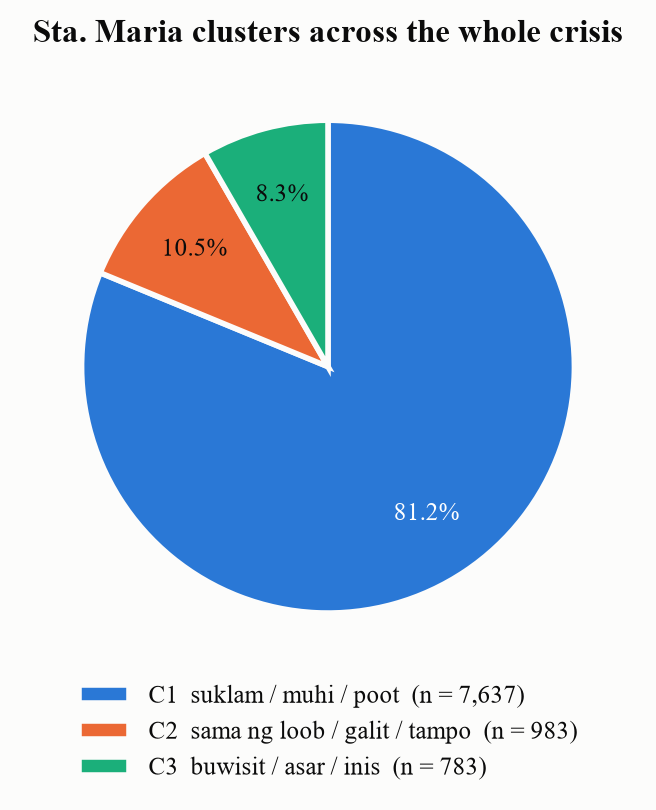 Sta. Maria clusters across the whole crisis
8.3%
10.5%
81.2%
C1 suklam / muhi / poot (n = 7,637)
C2 sama ng loob / galit / tampo (n = 983)
C3 buwisit / asar / inis (n = 783)